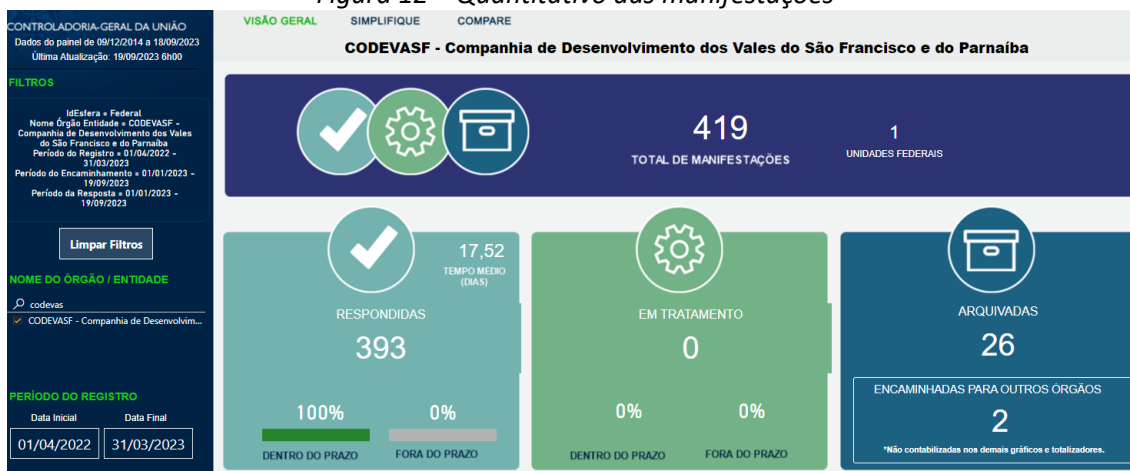 Figura 12 – Quantitativo das manifestações
CONTROLADORIA-GERAL DA UNIÃO
Dados do painel de 09/12/2014 a 18/09/2023
Última Atualização: 19/09/2023 6h00
FILTROS
IdEsfera = Federal
Nome Órgão Entidade = CODEVASF -
Companhia de Desenvolvimento dos Vales
do São Francisco e do Parnaíba
Período do Registro = 01/04/2022 -
31/03/2023
Período do Encaminhamento = 01/01/2023 -
19/09/2023
Período da Resposta = 01/01/2023 -
19/09/2023
Limpar Filtros
NOME DO ÓRGÃO / ENTIDADE
codevas
CODEVASF - Companhia de Desenvolvim...
PERÍODO DO REGISTRO
Data Inicial Data Final
01/04/2022 31/03/2023
VISÃO GERAL SIMPLIFIQUE COMPARE
CODEVASF - Companhia de Desenvolvimento dos Vales do São Francisco e do Parnaíba
419
TOTAL DE MANIFESTAÇÕES
1
UNIDADES FEDERAIS
17,52
TEMPO MÉDIO
(DIAS)
RESPONDIDAS
393
100% 0%
DENTRO DO PRAZO FORA DO PRAZO
EM TRATAMENTO
0
0% 0%
DENTRO DO PRAZO FORA DO PRAZO
ARQUIVADAS
26
ENCAMINHADAS PARA OUTROS ÓRGÃOS
2
*Não contabilizadas nos demais gráficos e totalizadores.